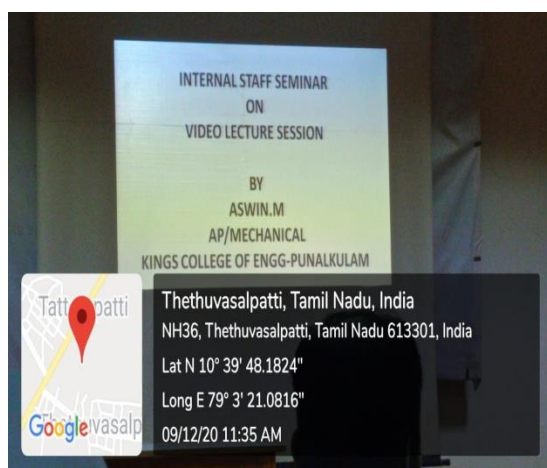 INTERNAL STAFF SEMINAR
ON
VIDEO LECTURE SESSION
BY
ASWIN.M
AP/MECHANICAL
KINGS COLLEGE OF ENGG-PUNALKULAM
Thethuvasalpatti, Tamil Nadu, India
NH36, Thethuvasalpatti, Tamil Nadu 613301, India
Lat N 10° 39' 48.1824"
Long E 79° 3' 21.0816"
09/12/20 11:35 AM
Google